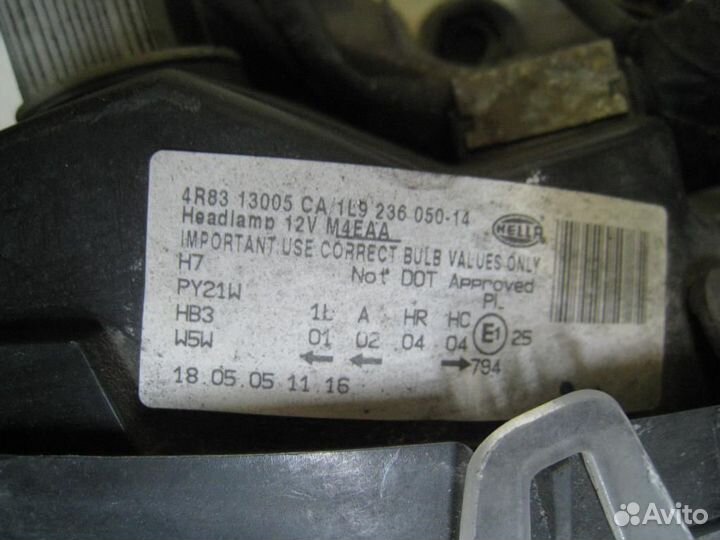 4R83 13005 CA/1L9 236 050-14
Headlamp 12V M4EAA
HELLA
IMPORTANT USE CORRECT BULB VALUES ONLY
H7 Not DOT Approved
PY21W PL
HB3 1L A HR HC
W5W 01 02 04 04 E1 25
794
18.05.05 11 16
Avito